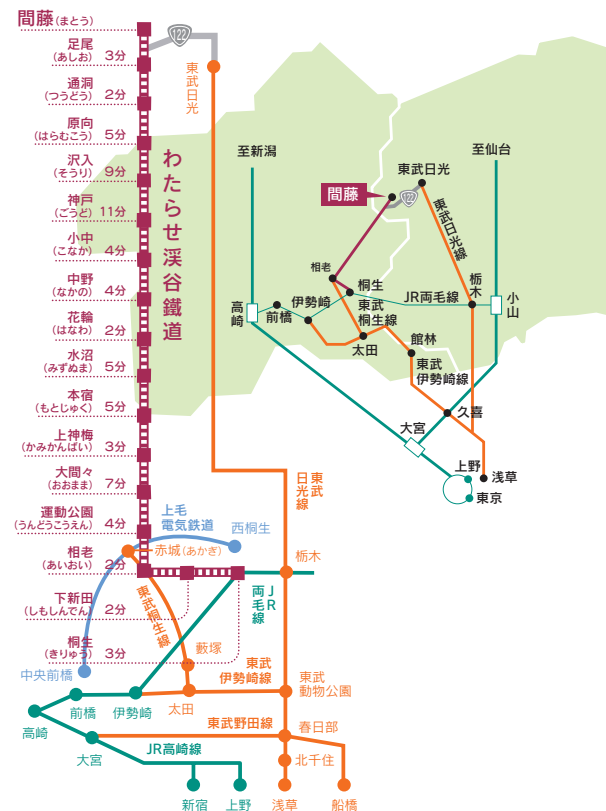 間藤(まとう)
足尾
(あしお) 3分
通洞
(つうどう) 2分
原向
(はらむこう) 5分
沢入
(そうり) 9分
神戸
(ごうど) 11分
小中
(こなか) 4分
中野
(なかの) 4分
花輪
(はなわ) 2分
水沼
(みずぬま) 5分
本宿
(もとじゅく) 5分
上神梅
(かみかんばい) 3分
大間々
(おおまま) 7分
運動公園
(うんどうこうえん) 4分
相老
(あいおい) 2分
下新田
(しもしんでん) 2分
桐生
(きりゅう) 3分
わたらせ渓谷鐵道
122
東武日光
東武
日光線
上毛
電気鉄道
西桐生
赤城(あかぎ)
栃木
JR
両毛線
東武桐生線
藪塚
東武
伊勢崎線
中央前橋
東武
動物公園
太田
伊勢崎
前橋
高崎
東武野田線
春日部
大宮
JR高崎線
北千住
新宿
上野
浅草
船橋
至新潟
至仙台
東武日光
間藤
122
東武日光線
相老
桐生
JR両毛線
栃木
小山
高崎
前橋
伊勢崎
東武
桐生線
太田
館林
東武
伊勢崎線
久喜
大宮
上野
浅草
東京